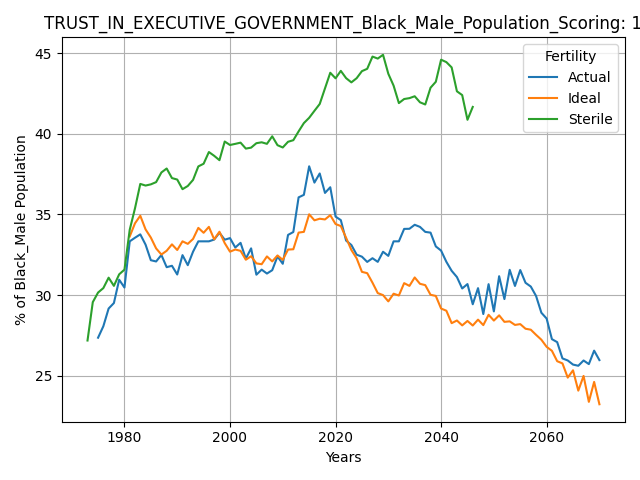 TRUST_IN_EXECUTIVE_GOVERNMENT_Black_Male_Population_Scoring: 1
Fertility
Actual
Ideal
Sterile
% of Black_Male Population
45
40
35
30
25
1980
2000
2020
2040
2060
Years